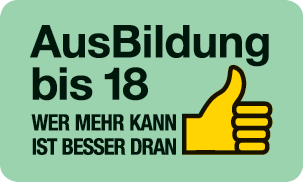 AusBildung
bis 18
WER MEHR KANN
IST BESSER DRAN